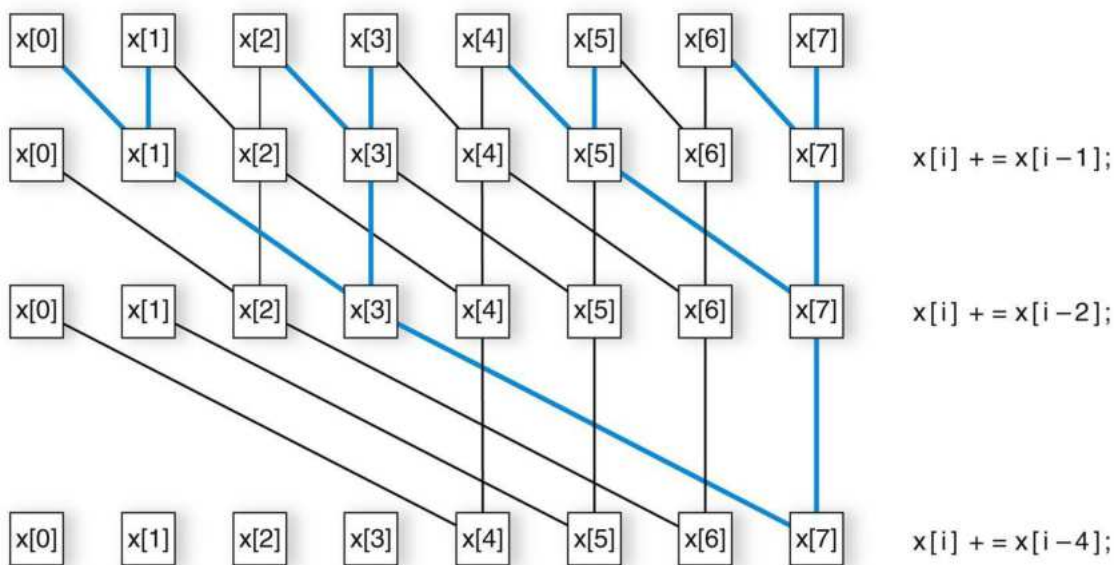 x[0] x[1] x[2] x[3] x[4] x[5] x[6] x[7]
x[0] x[1] x[2] x[3] x[4] x[5] x[6] x[7] x[i] += x[i-1];
x[0] x[1] x[2] x[3] x[4] x[5] x[6] x[7] x[i] += x[i-2];
x[0] x[1] x[2] x[3] x[4] x[5] x[6] x[7] x[i] += x[i-4];